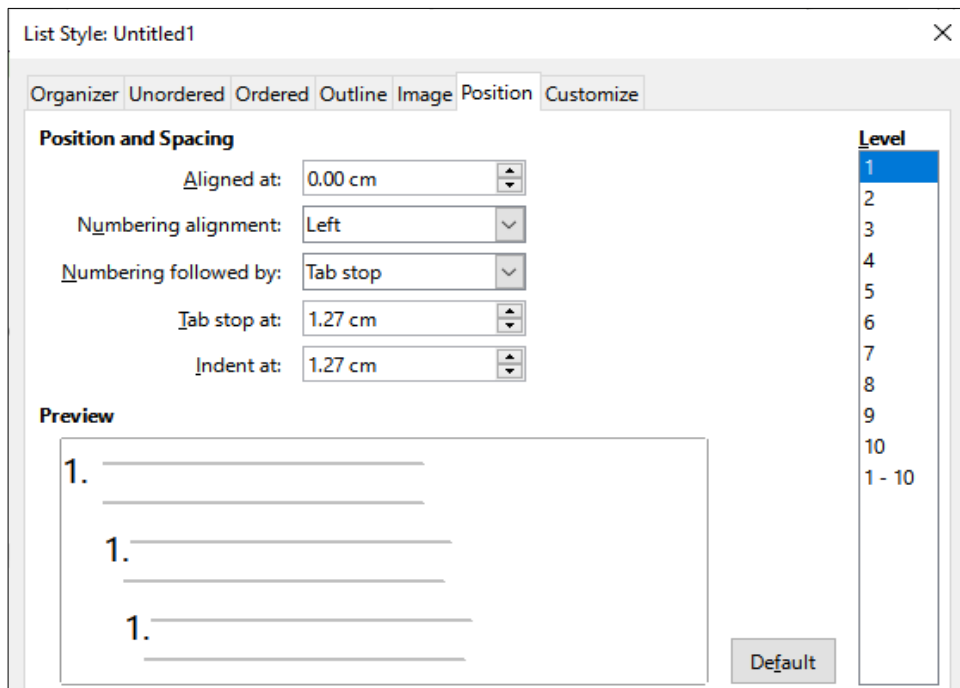 List Style: Untitled1
Organizer Unordered Ordered Outline Image Position Customize
Position and Spacing
Aligned at: 0.00 cm
Numbering alignment: Left
Numbering followed by: Tab stop
Tab stop at: 1.27 cm
Indent at: 1.27 cm
Preview
1.
1.
1.
Default
Level
1
2
3
4
5
6
7
8
9
10
1 - 10